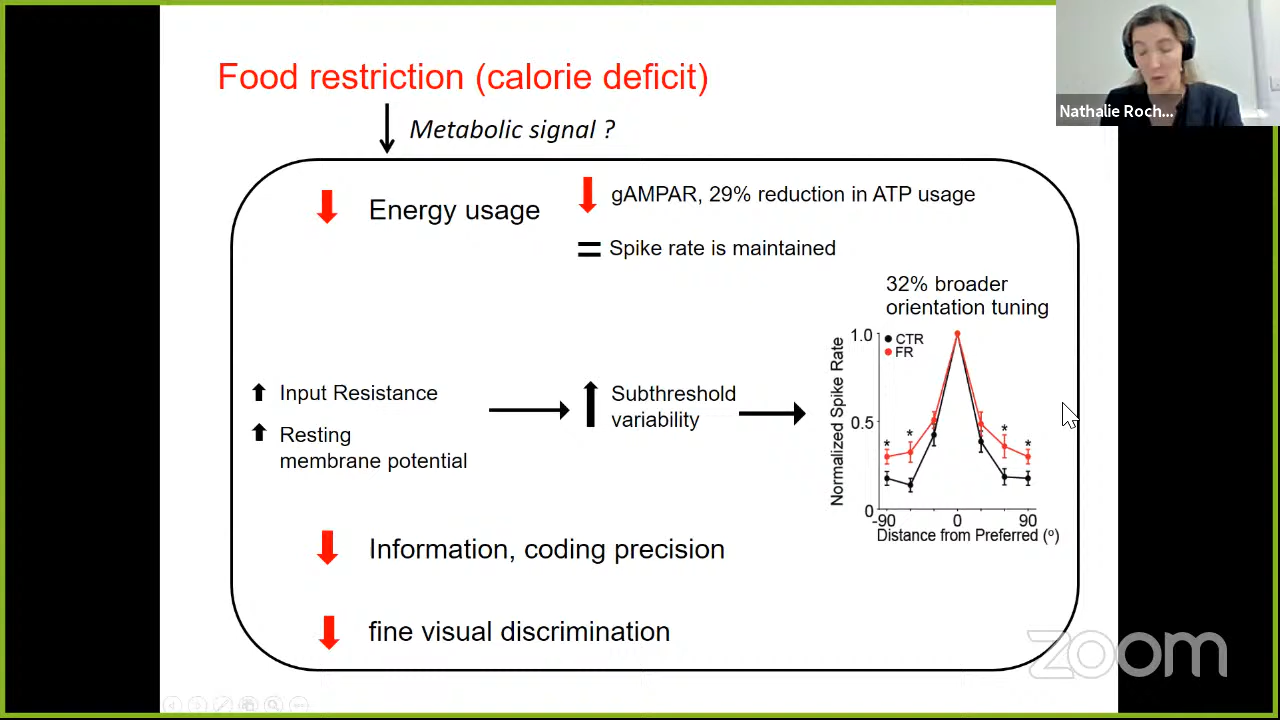 Food restriction (calorie deficit)
Metabolic signal ?
Energy usage
gAMPAR, 29% reduction in ATP usage
= Spike rate is maintained
32% broader
orientation tuning
Input Resistance
Resting
membrane potential
Subthreshold
variability
Normalized Spike Rate
1.0
0.5
0
CTR
FR
* * * *
-90 0 90
Distance from Preferred (º)
Information, coding precision
fine visual discrimination
Nathalie Roch...
zoom